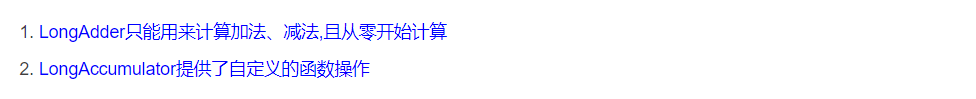 1. LongAdder只能用来计算加法、减法,且从零开始计算
2. LongAccumulator提供了自定义的函数操作